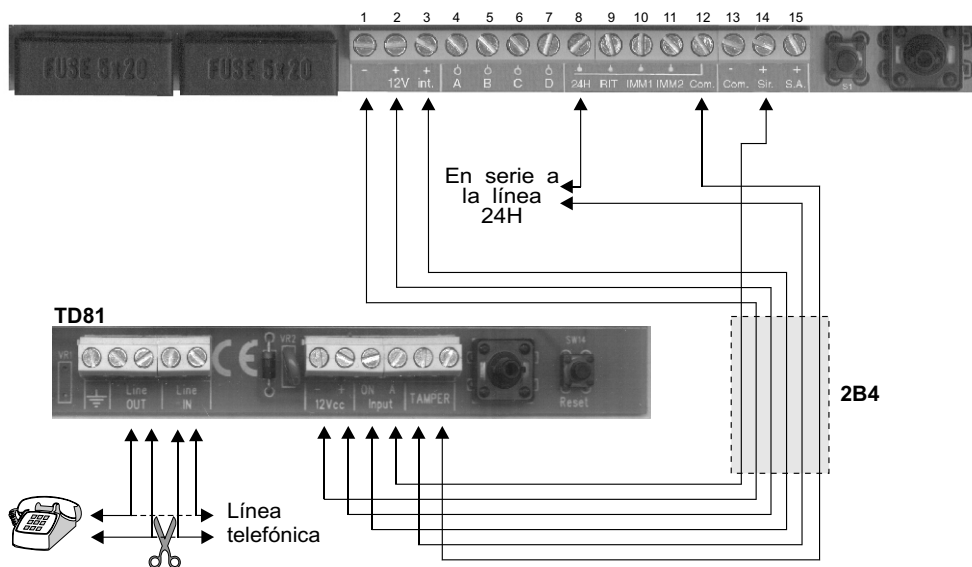 1 2 3 4 5 6 7 8 9 10 11 12 13 14 15
FUSE 5x20 FUSE 5x20
- + + - +  +
12V int. A B C D 24H RIT IMM1 IMM2 Com. Com. Sir. S.A.
S1
En serie a
la línea
24H
TD81
VR1
CE
VR2
SW14
Line
OUT
Line
IN
- +
12Vcc
ON A
Input
TAMPER
Reset
2B4
Línea
telefónica